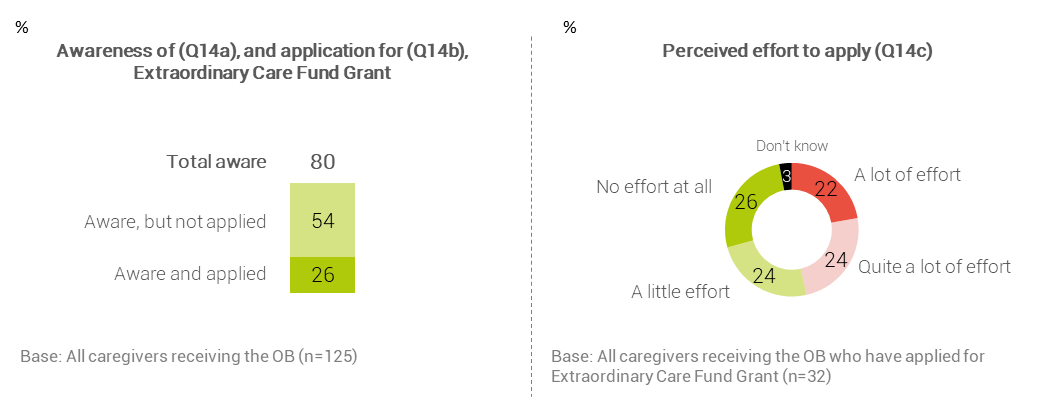 %
Awareness of (Q14a), and application for (Q14b),
Extraordinary Care Fund Grant
Total aware 80
Aware, but not applied 54
Aware and applied 26
Base: All caregivers receiving the OB (n=125)
%
Perceived effort to apply (Q14c)
Don't know
3
A lot of effort
22
Quite a lot of effort
24
A little effort
24
No effort at all
26
Base: All caregivers receiving the OB who have applied for
Extraordinary Care Fund Grant (n=32)